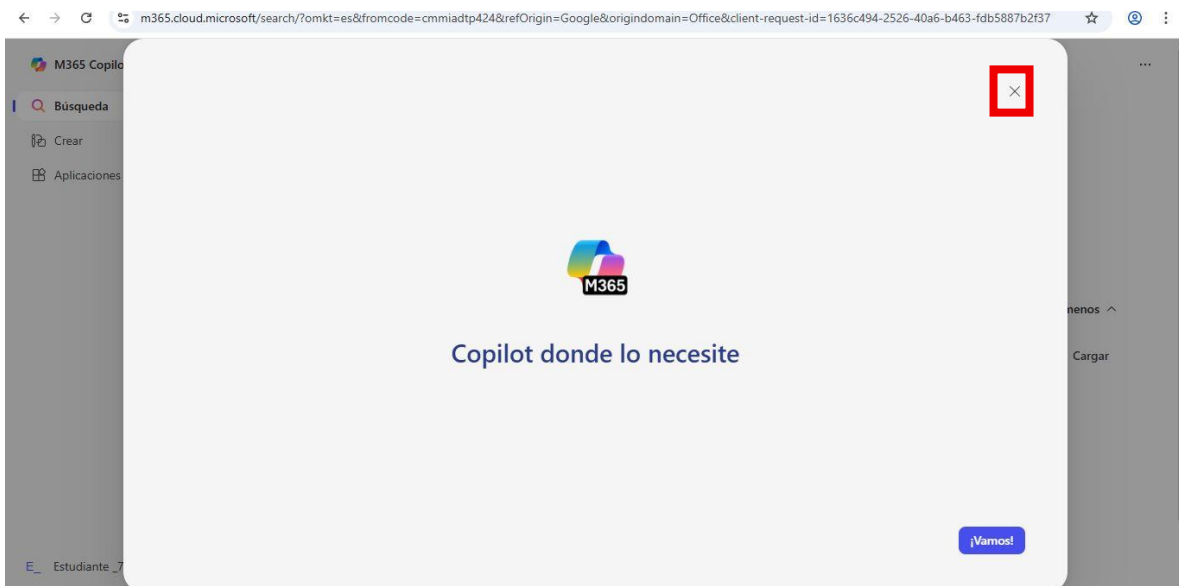 m365.cloud.microsoft/search/?omkt=es&fromcode=cmmiadtp424&refOrigin=Google&origindomain=Office&client-request-id=1636c494-2526-40a6-b463-fdb5887b2f37
M365 Copilo
Búsqueda
Crear
Aplicaciones
M365
menos
Copilot donde lo necesite
Cargar
¡Vamos!
E_ Estudiante _7